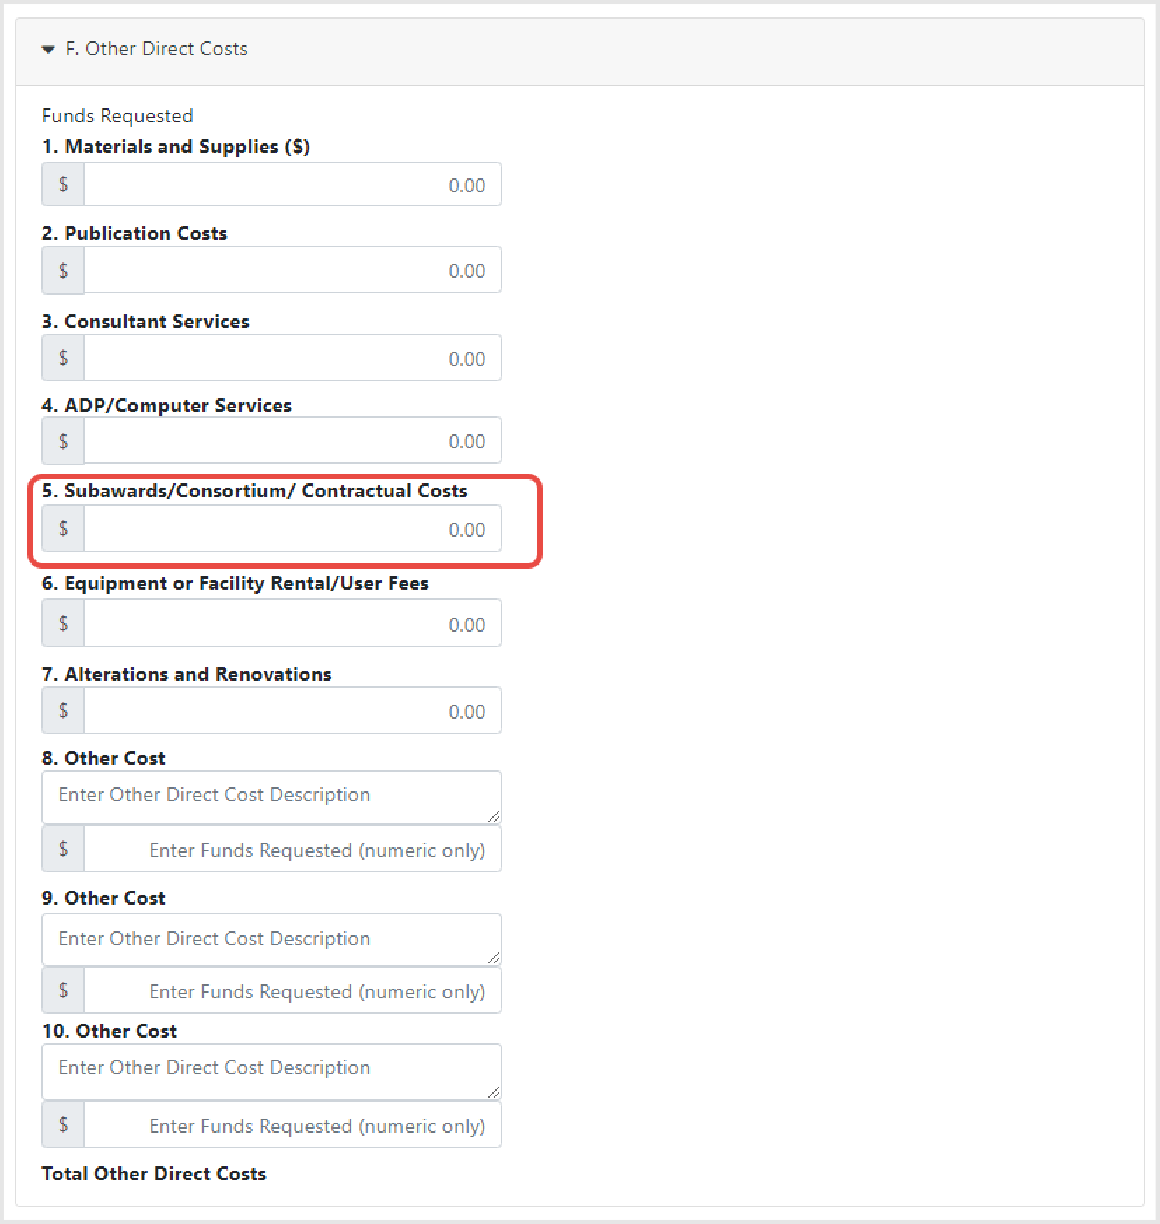 F. Other Direct Costs
Funds Requested
1. Materials and Supplies ($)
$ 0.00
2. Publication Costs
$ 0.00
3. Consultant Services
$ 0.00
4. ADP/Computer Services
$ 0.00
5. Subawards/Consortium/ Contractual Costs
$ 0.00
6. Equipment or Facility Rental/User Fees
$ 0.00
7. Alterations and Renovations
$ 0.00
8. Other Cost
Enter Other Direct Cost Description
$ Enter Funds Requested (numeric only)
9. Other Cost
Enter Other Direct Cost Description
$ Enter Funds Requested (numeric only)
10. Other Cost
Enter Other Direct Cost Description
$ Enter Funds Requested (numeric only)
Total Other Direct Costs